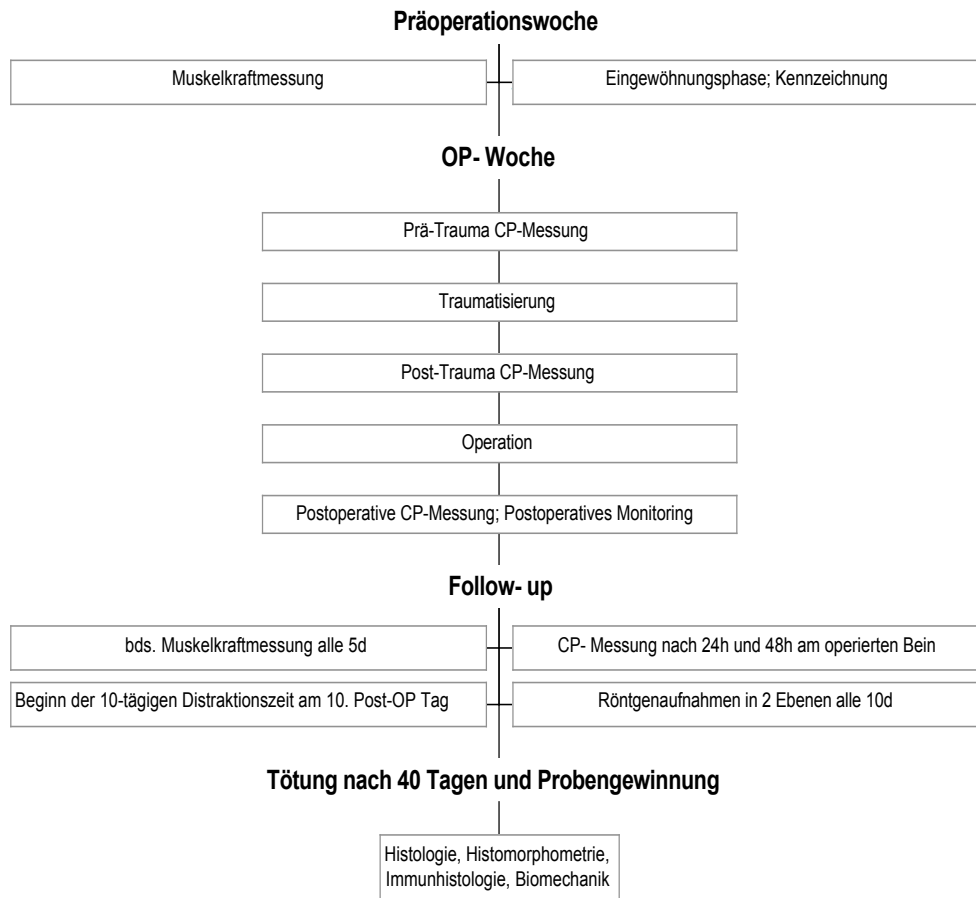 Präoperationswoche
Muskelkraftmessung
Eingewöhnungsphase; Kennzeichnung
OP- Woche
Prä-Trauma CP-Messung
Traumatisierung
Post-Trauma CP-Messung
Operation
Postoperative CP-Messung; Postoperatives Monitoring
Follow- up
bds. Muskelkraftmessung alle 5d
CP- Messung nach 24h und 48h am operierten Bein
Beginn der 10-tägigen Distraktionszeit am 10. Post-OP Tag
Röntgenaufnahmen in 2 Ebenen alle 10d
Tötung nach 40 Tagen und Probengewinnung
Histologie, Histomorphometrie,
Immunhistologie, Biomechanik